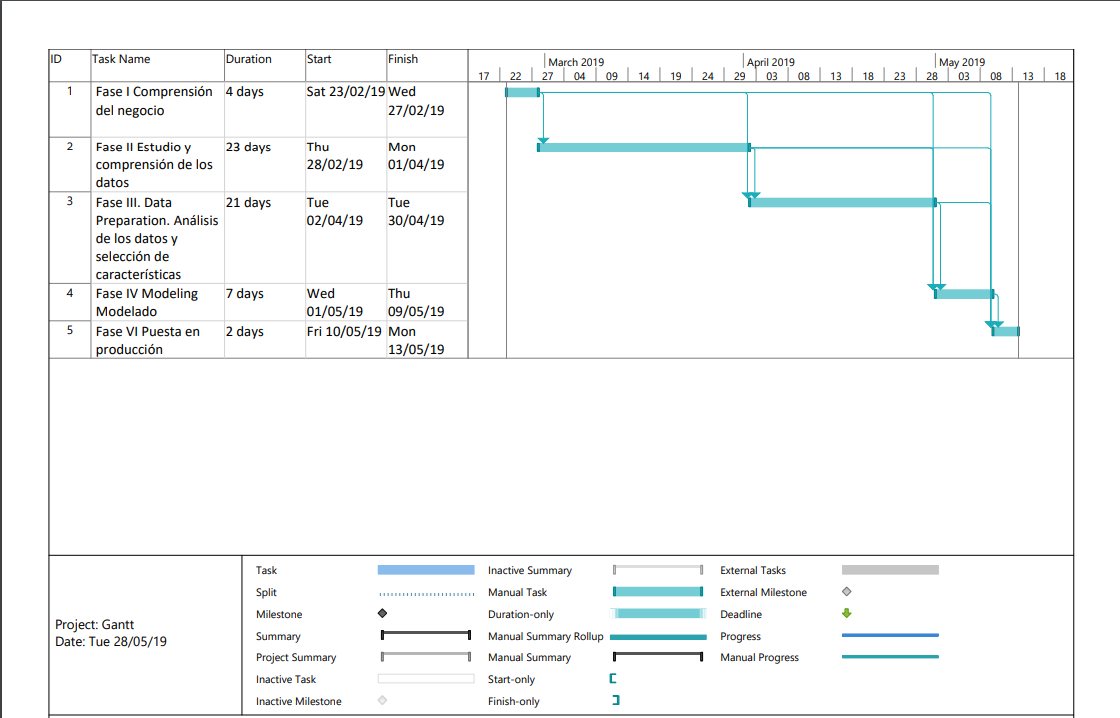 ID Task Name Duration Start Finish
March 2019 April 2019 May 2019
17 22 27 04 09 14 19 24 29 03 08 13 18 23 28 03 08 13 18
1 Fase I Comprensión 4 days Sat 23/02/19 Wed
del negocio 27/02/19
2 Fase II Estudio y 23 days Thu Mon
comprensión de los 28/02/19 01/04/19
datos
3 Fase III. Data 21 days Tue Tue
Preparation. Análisis 02/04/19 30/04/19
de los datos y
selección de
características
4 Fase IV Modeling 7 days Wed Thu
Modelado 01/05/19 09/05/19
5 Fase VI Puesta en 2 days Fri 10/05/19 Mon
producción 13/05/19
Project: Gantt
Date: Tue 28/05/19
Task
Split
Milestone
Summary
Project Summary
Inactive Task
Inactive Milestone
Inactive Summary
Manual Task
Duration-only
Manual Summary Rollup
Manual Summary
Start-only
Finish-only
External Tasks
External Milestone
Deadline
Progress
Manual Progress